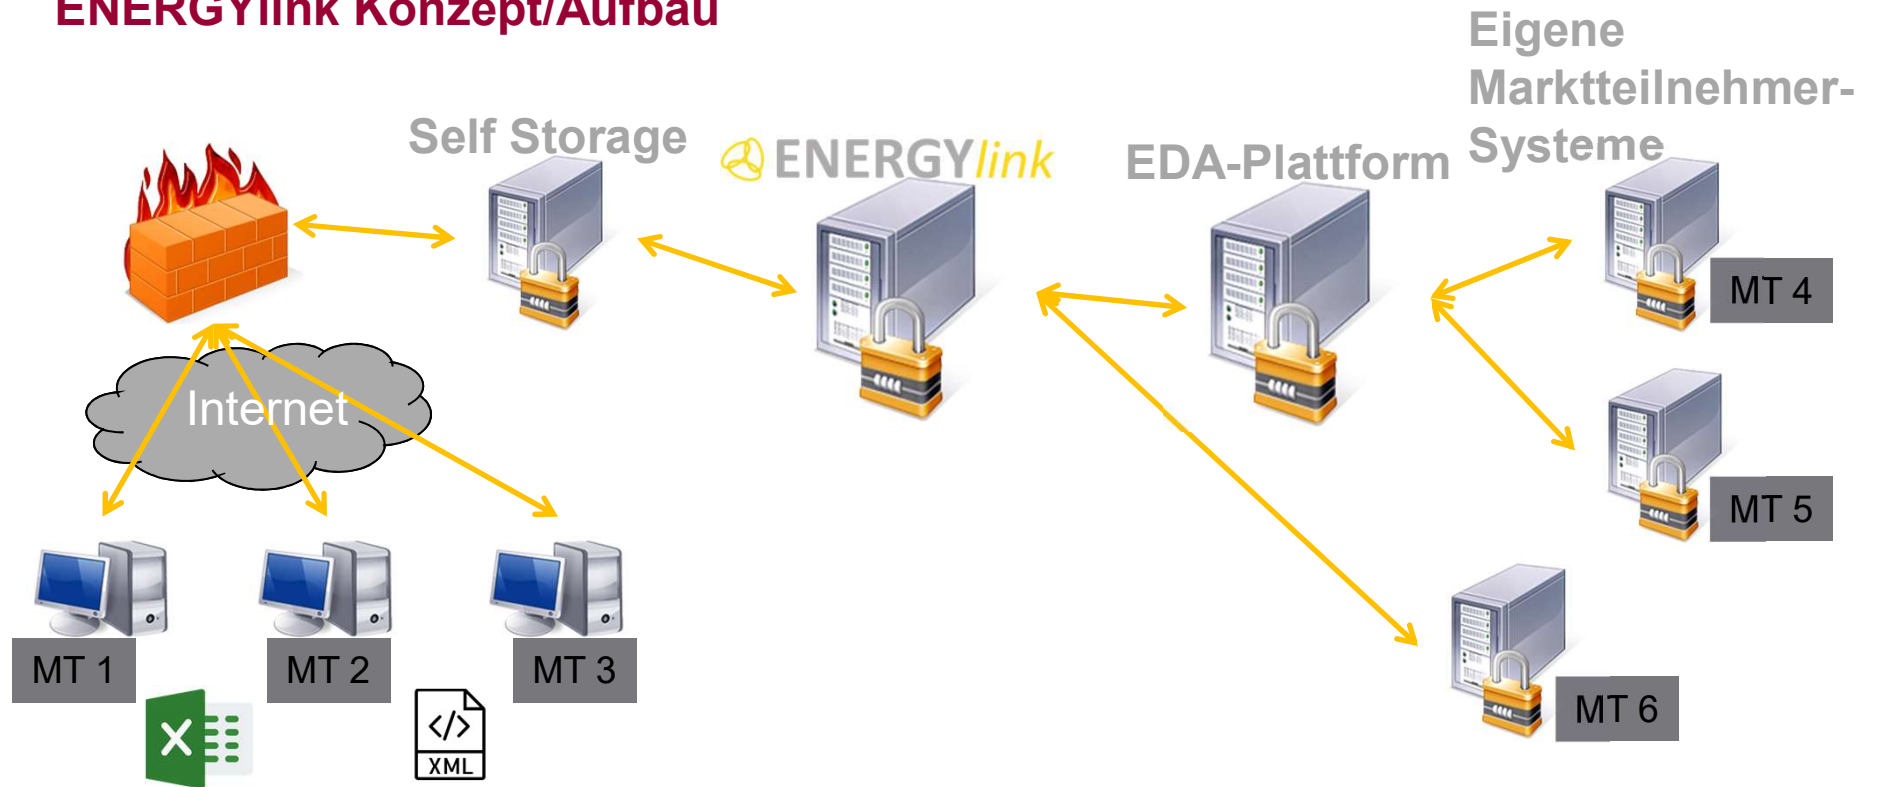 ENERGYlink Konzept/Aufbau
Eigene
Marktteilnehmer-
Systeme
Self Storage
ENERGYlink
EDA-Plattform
MT 4
Internet
MT 5
MT 1
MT 2
MT 3
MT 6
X
</>
XML